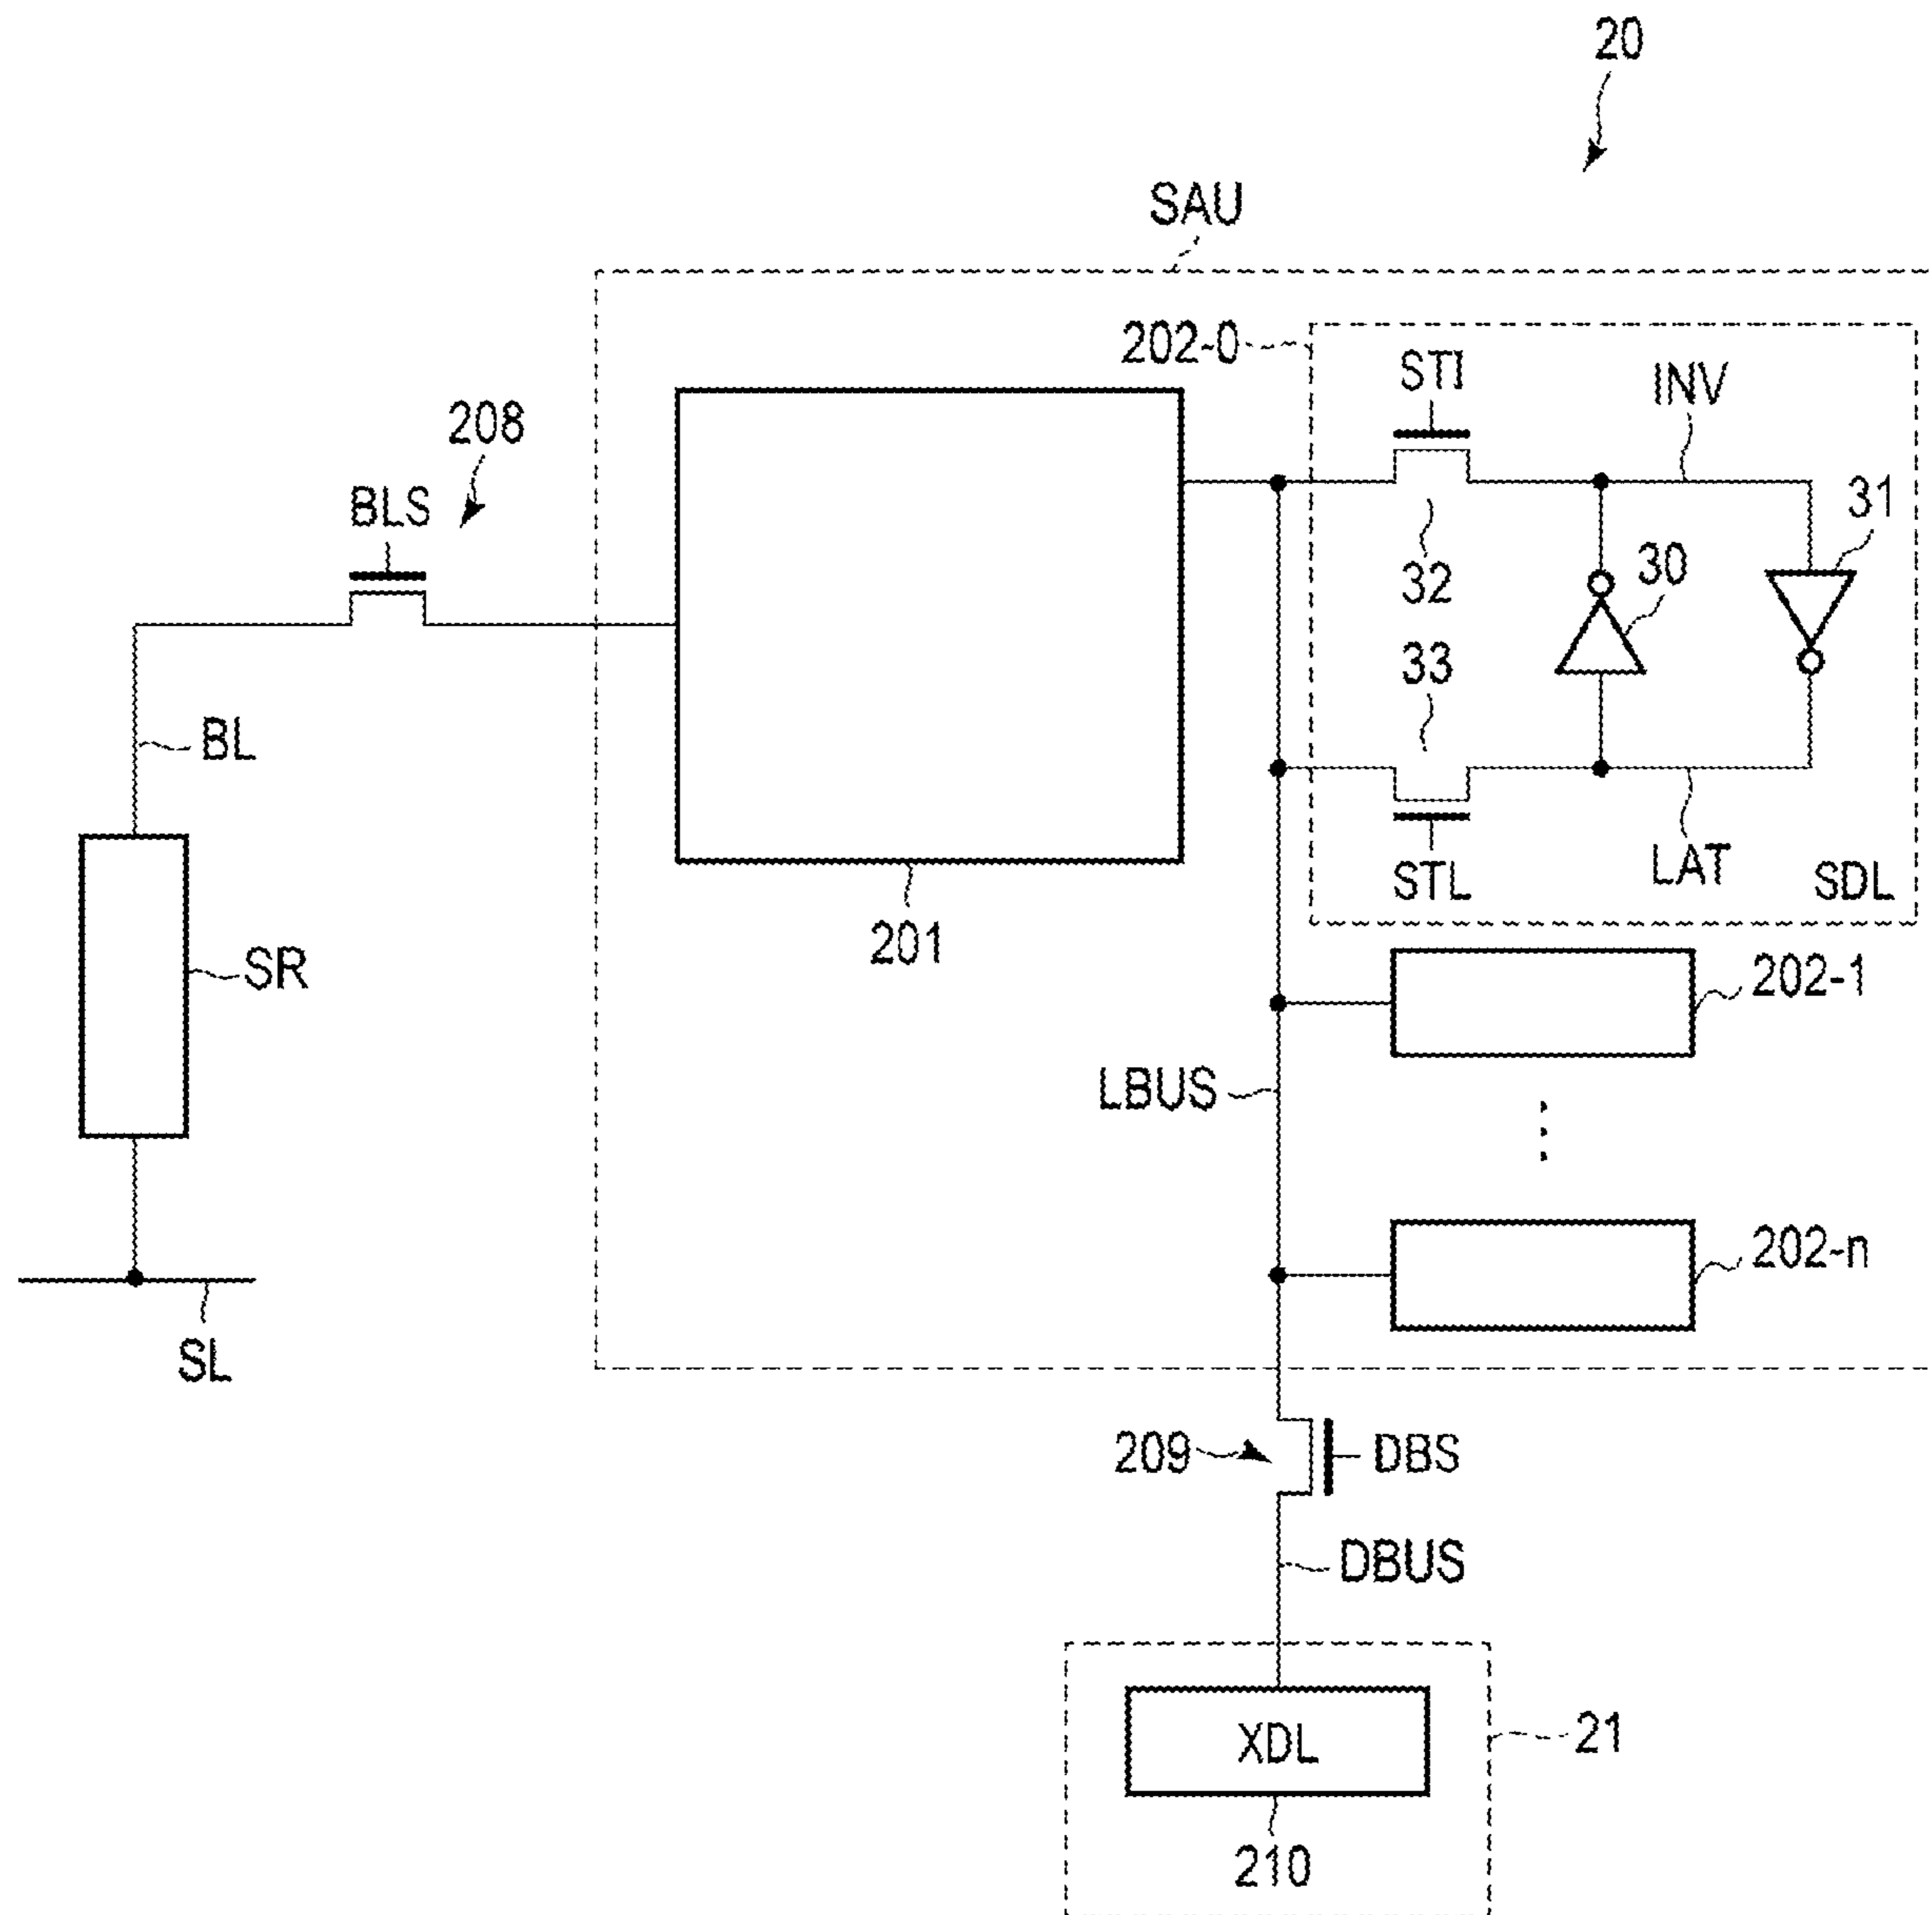 20
SAU
202-0
STI
INV
208
BLS
31
32
30
33
BL
STL
LAT
SDL
201
SR
202-1
LBUS
202-n
SL
209
DBS
DBUS
XDL
21
210